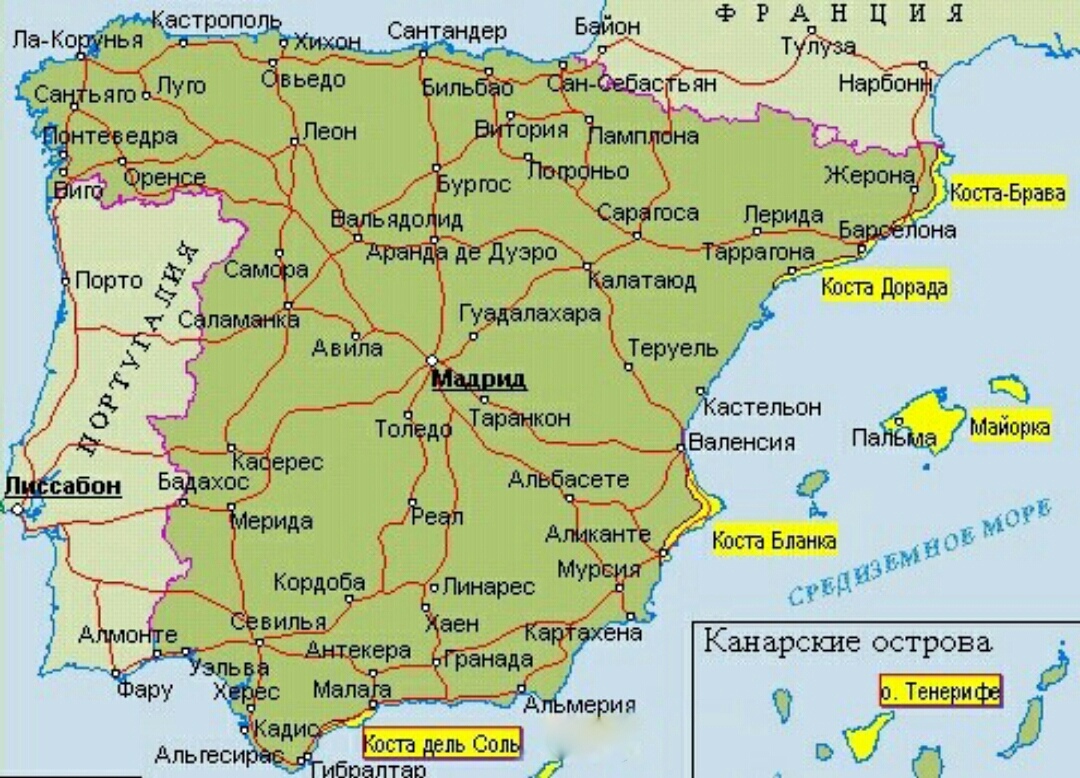 ФРАНЦИЯ
Кастрополь
Ла-Корунья
Хихон
Сантандер
Байон
Тулуза
Овьедо
Луго
Сантьяго
Бильбао
Сан-Себастьян
Нарбонн
Понтеведра
Леон
Витория
Памплона
Виго
Оренсе
Бургос
Логроньо
Жерона
Коста-Брава
Вальядолид
Сарагоса
Лерида
Барселона
Аранда де Дуэро
Таррагона
Самора
Порто
Калатаюд
Коста Дорада
ПОРТУГАЛИЯ
Саламанка
Гуадалахара
Авила
Теруель
Мадрид
Таранкон
Кастельон
Толедо
Пальма
Майорка
Валенсия
Касерес
Лиссабон
Бадахос
Альбасете
Мерида
Реал
Аликанте
Коста Бланка
СРЕДИЗЕМНОЕ МОРЕ
Мурсия
Кордоба
Линарес
Севилья
Хаен
Картахена
Алмонте
Антекера
Гранада
Канарские острова
Уэльва
Фару
Херес
Малага
Альмерия
о. Тенерифе
Кадис
Коста дель Соль
Альгесирас
Гибралтар